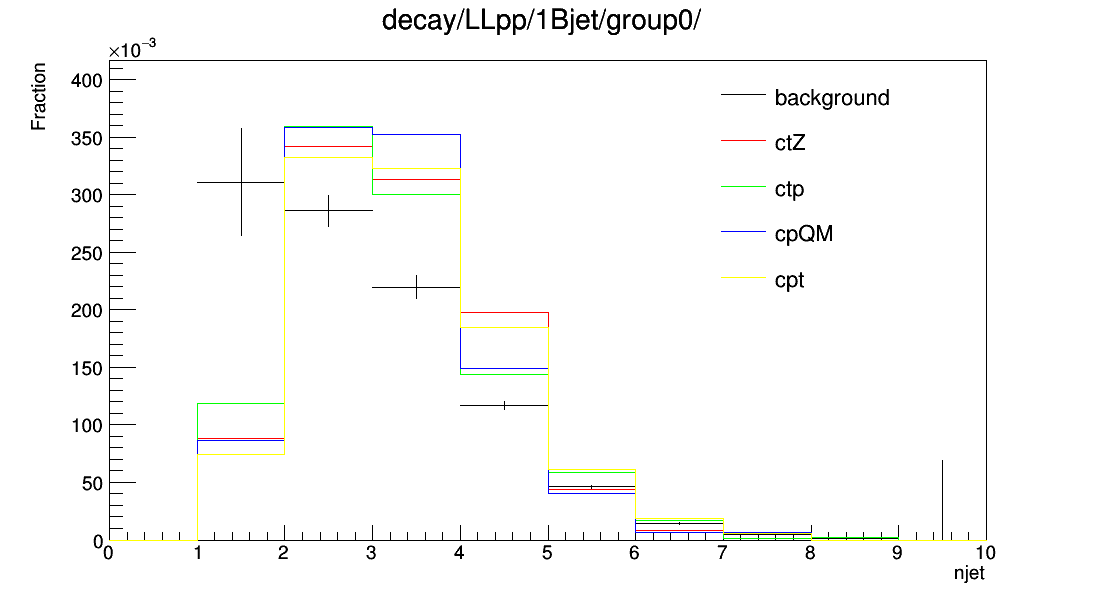 decay/LLpp/1Bjet/group0/
×10⁻³
Fraction
400
350
300
250
200
150
100
50
0
background
ctZ
ctp
cpQM
cpt
0 1 2 3 4 5 6 7 8 9 10
njet